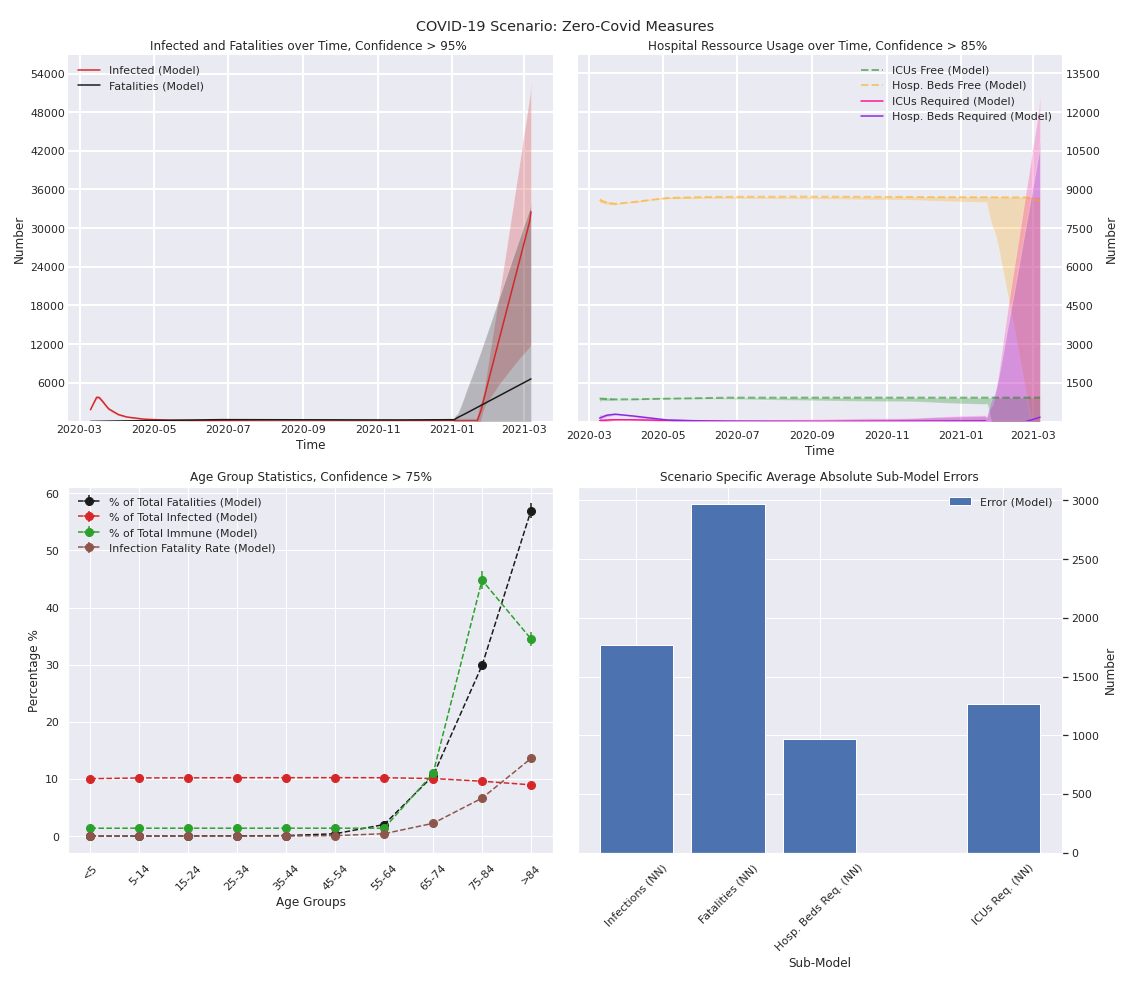 COVID-19 Scenario: Zero-Covid Measures
Infected and Fatalities over Time, Confidence > 95%
Infected (Model)
Fatalities (Model)
54000
48000
42000
36000
30000
24000
18000
12000
6000
Number
2020-03 2020-05 2020-07 2020-09 2020-11 2021-01 2021-03
Time
Hospital Ressource Usage over Time, Confidence > 85%
ICUs Free (Model)
Hosp. Beds Free (Model)
ICUs Required (Model)
Hosp. Beds Required (Model)
13500
12000
10500
9000
7500
6000
4500
3000
1500
Number
2020-03 2020-05 2020-07 2020-09 2020-11 2021-01 2021-03
Time
Age Group Statistics, Confidence > 75%
% of Total Fatalities (Model)
% of Total Infected (Model)
% of Total Immune (Model)
Infection Fatality Rate (Model)
60
50
40
30
20
10
0
Percentage %
<5 5-14 15-24 25-34 35-44 45-54 55-64 65-74 75-84 >84
Age Groups
Scenario Specific Average Absolute Sub-Model Errors
Error (Model)
3000
2500
2000
1500
1000
500
0
Number
Infections (NN)
Fatalities (NN)
Hosp. Beds Req. (NN)
ICUs Req. (NN)
Sub-Model